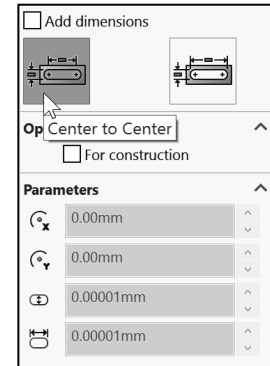 Add dimensions
Op
Center to Center
For construction
Parameters
X 0.00mm
Y 0.00mm
0.00001mm
0.00001mm